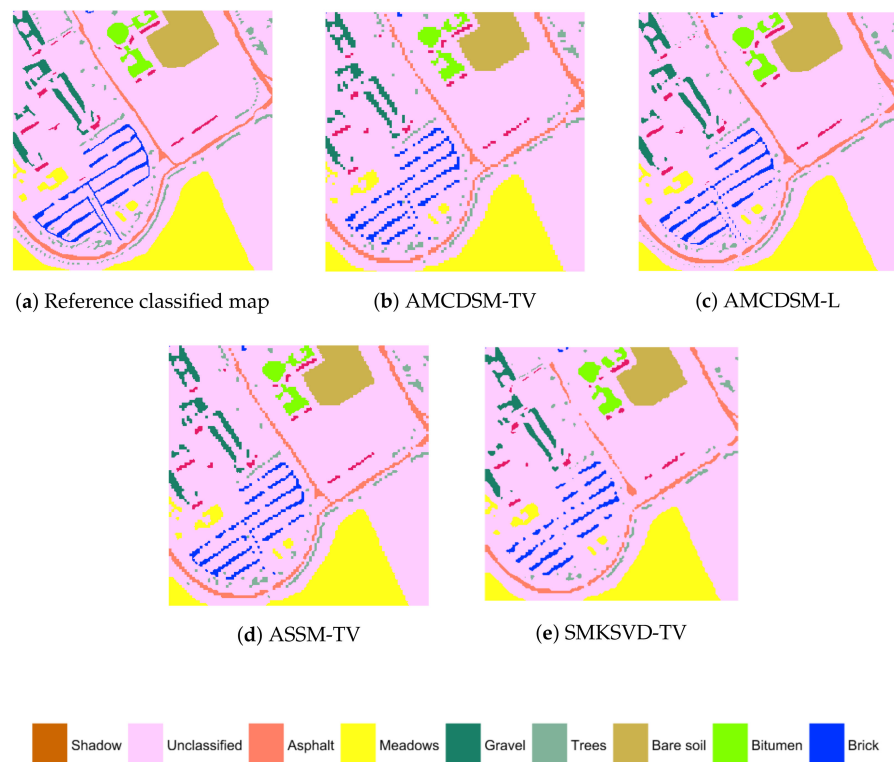 (a) Reference classified map
(b) AMCDSM-TV
(c) AMCDSM-L
(d) ASSM-TV
(e) SMKSVD-TV
Shadow Unclassified Asphalt Meadows Gravel Trees Bare soil Bitumen Brick